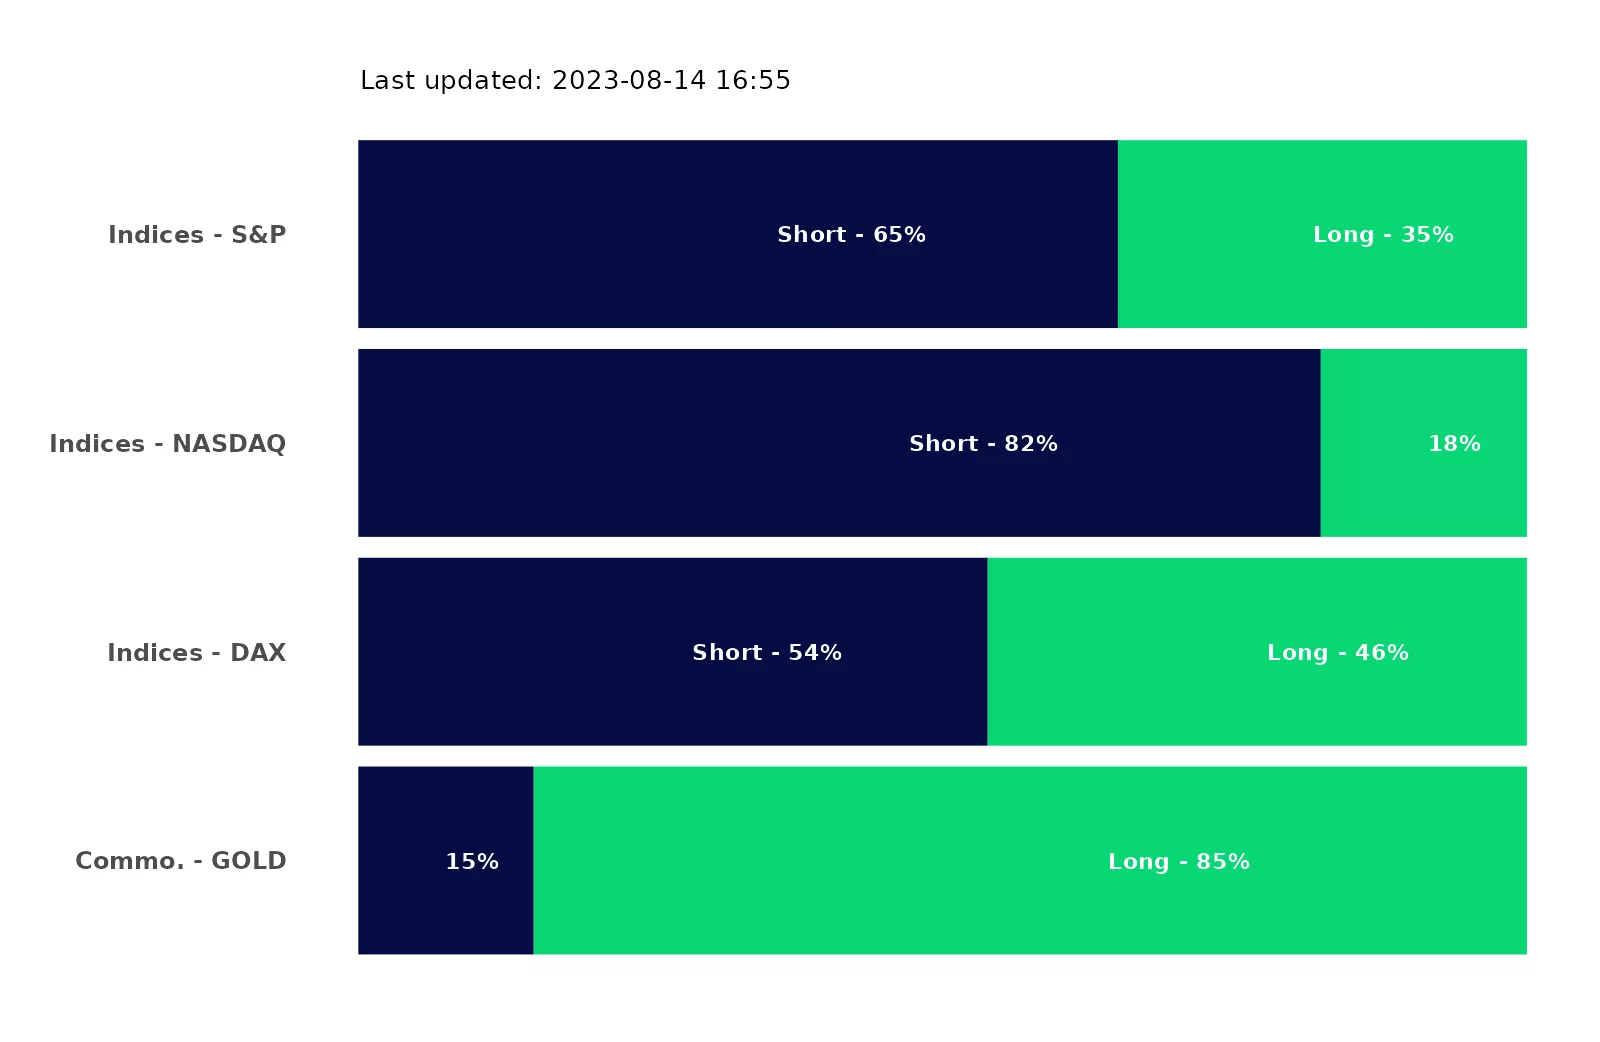 Last updated: 2023-08-14 16:55
Indices - S&P Short - 65% Long - 35%
Indices - NASDAQ Short - 82% 18%
Indices - DAX Short - 54% Long - 46%
Commo. - GOLD 15% Long - 85%